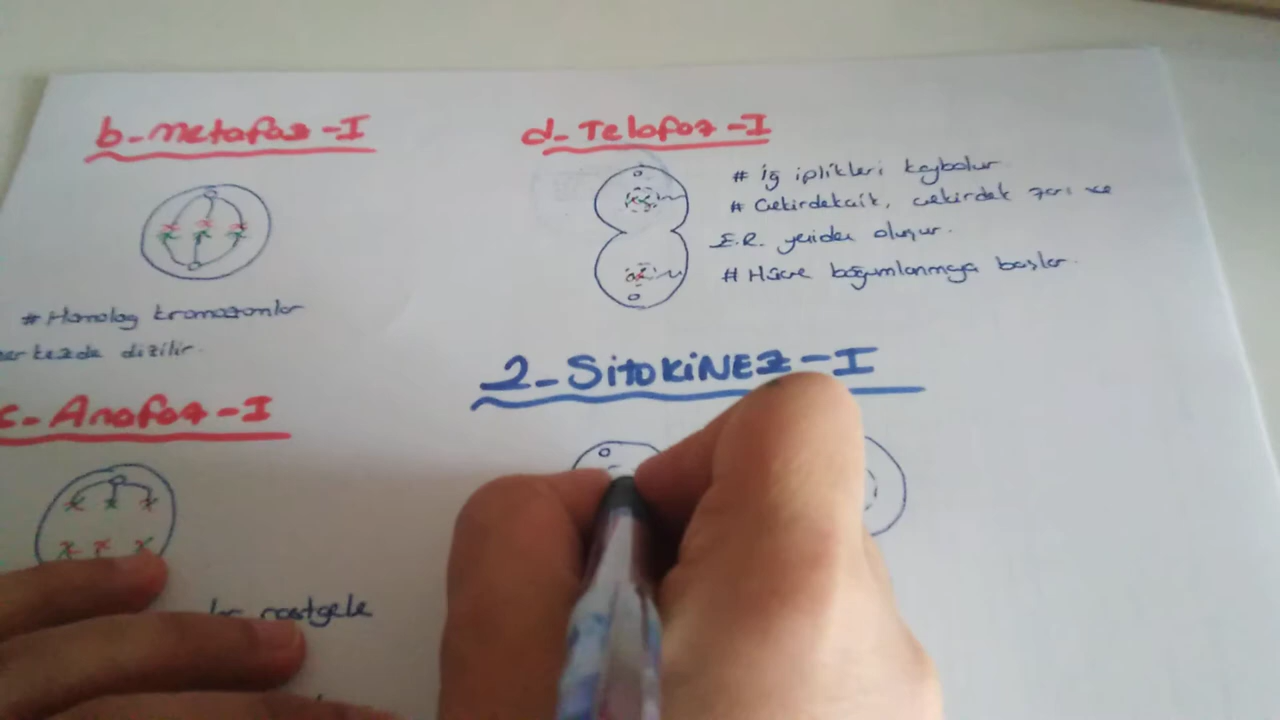 b-Metafaz-I
# Homolog kromozomlar
merkezde dizilir.
c-Anafaz-I
rastgele
d-Telofaz-I
# İğ iplikleri kaybolur.
# Çekirdekçik, çekirdek zarı ve
E.R. yeniden oluşur.
# Hücre boğumlanmaya başlar.
2-SitoKiNEZ-I